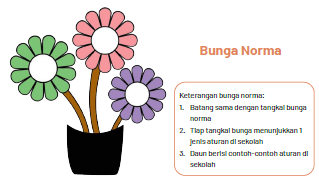 Bunga Norma
Keterangan bunga norma:
1. Batang sama dengan tangkai bunga
norma
2. Tiap tangkai bunga menunjukkan 1
jenis aturan di sekolah
3. Daun berisi contoh-contoh aturan di
sekolah